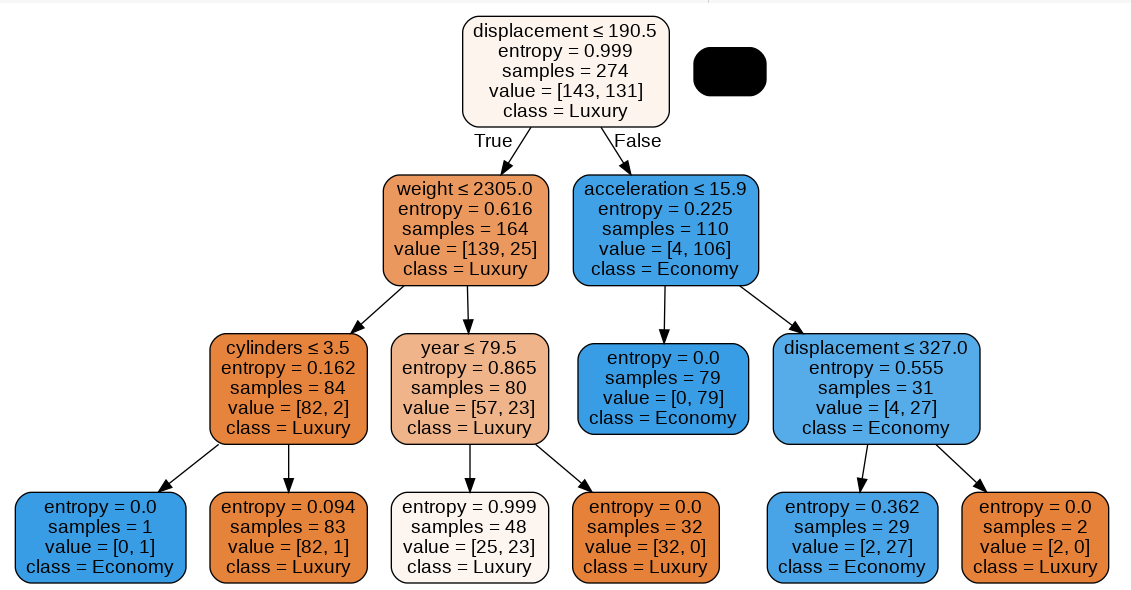 displacement ≤ 190.5
entropy = 0.999
samples = 274
value = [143, 131]
class = Luxury
True
False
weight ≤ 2305.0
entropy = 0.616
samples = 164
value = [139, 25]
class = Luxury
acceleration ≤ 15.9
entropy = 0.225
samples = 110
value = [4, 106]
class = Economy
cylinders ≤ 3.5
entropy = 0.162
samples = 84
value = [82, 2]
class = Luxury
year ≤ 79.5
entropy = 0.865
samples = 80
value = [57, 23]
class = Luxury
entropy = 0.0
samples = 79
value = [0, 79]
class = Economy
displacement ≤ 327.0
entropy = 0.555
samples = 31
value = [4, 27]
class = Economy
entropy = 0.0
samples = 1
value = [0, 1]
class = Economy
entropy = 0.094
samples = 83
value = [82, 1]
class = Luxury
entropy = 0.999
samples = 48
value = [25, 23]
class = Luxury
entropy = 0.0
samples = 32
value = [32, 0]
class = Luxury
entropy = 0.362
samples = 29
value = [2, 27]
class = Economy
entropy = 0.0
samples = 2
value = [2, 0]
class = Luxury